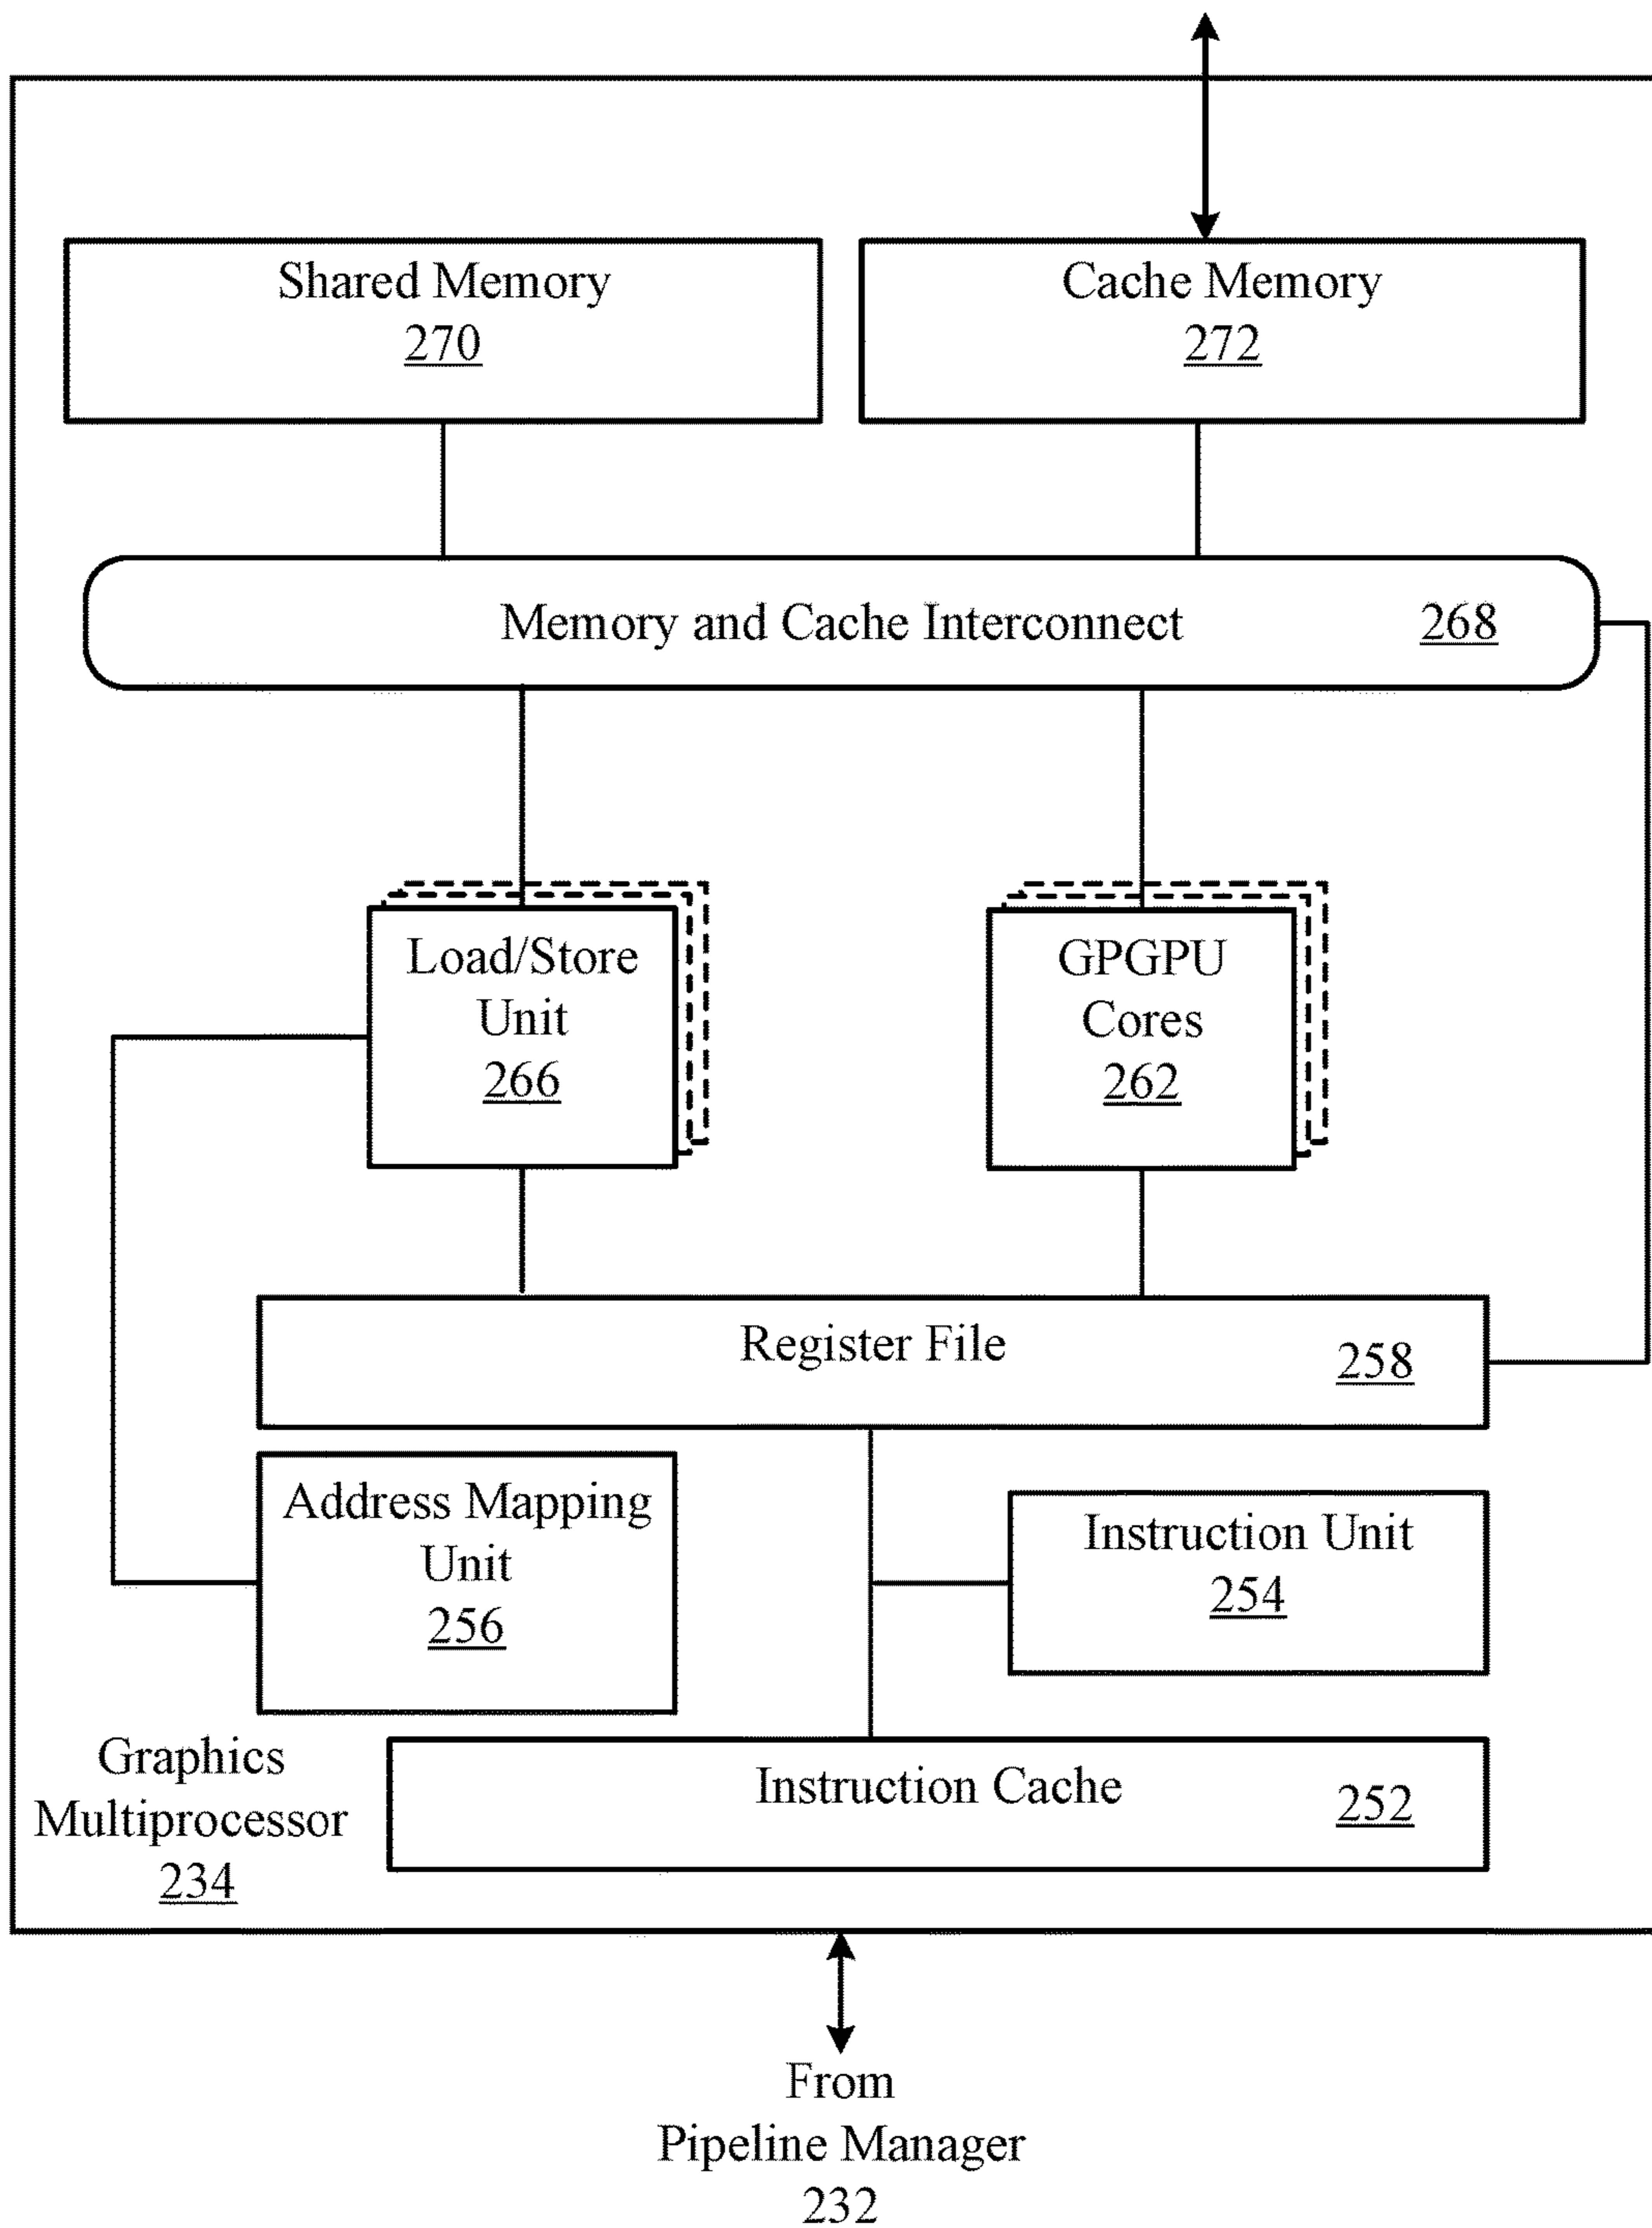 Shared Memory
270
Cache Memory
272
Memory and Cache Interconnect 268
Load/Store
Unit
266
GPGPU
Cores
262
Register File 258
Address Mapping
Unit
256
Instruction Unit
254
Graphics
Multiprocessor
234
Instruction Cache 252
From
Pipeline Manager
232